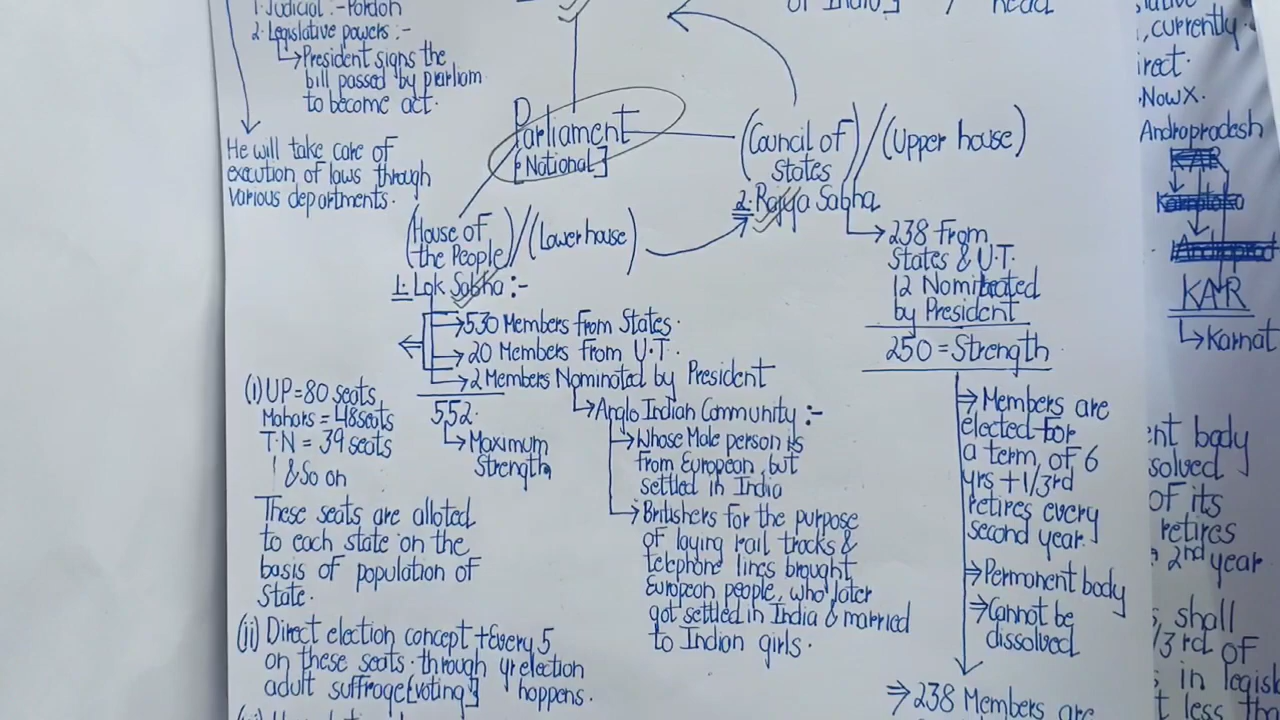 1. Judicial :- Pardon
2. Legislative powers :-
President signs the
bill passed by parliam
to become act.
He will take care of
execution of laws through
various departments.
of India] / head
Parliament
[National]
(Council of
States) / (Upper house)
2. Rajya Sabha
238 from
States & U.T.
12 Nominated
by President
250 = Strength
Members are
elected for
a term of 6
yrs + 1/3rd
retires every
second year.
Permanent body
Cannot be
dissolved
⇒ 238 Members are
(House of
the People) / (Lower house)
1. Lok Sabha :-
530 Members from States.
20 Members from U.T.
2 Members Nominated by President
552.
Maximum
Strength
Anglo Indian Community :-
Whose Male person is
from European, but
settled in India
Britishers for the purpose
of laying rail tracks &
telephone lines brought
European people, who later
got settled in India & married
to Indian girls.
(i) UP = 80 seats
Mahars = 48 seats
T.N = 39 seats
& So on
These seats are alloted
to each state on the
basis of population of
State.
(ii) Direct election concept + Every 5
on these seats through yr election
adult suffrage [voting] happens.
, currently
irect.
. Now X.
Andropradesh
KAR
Karnat
ent body
solved
of its
retires
2nd year
s, shall
/3rd of
s in legisl
t less tha